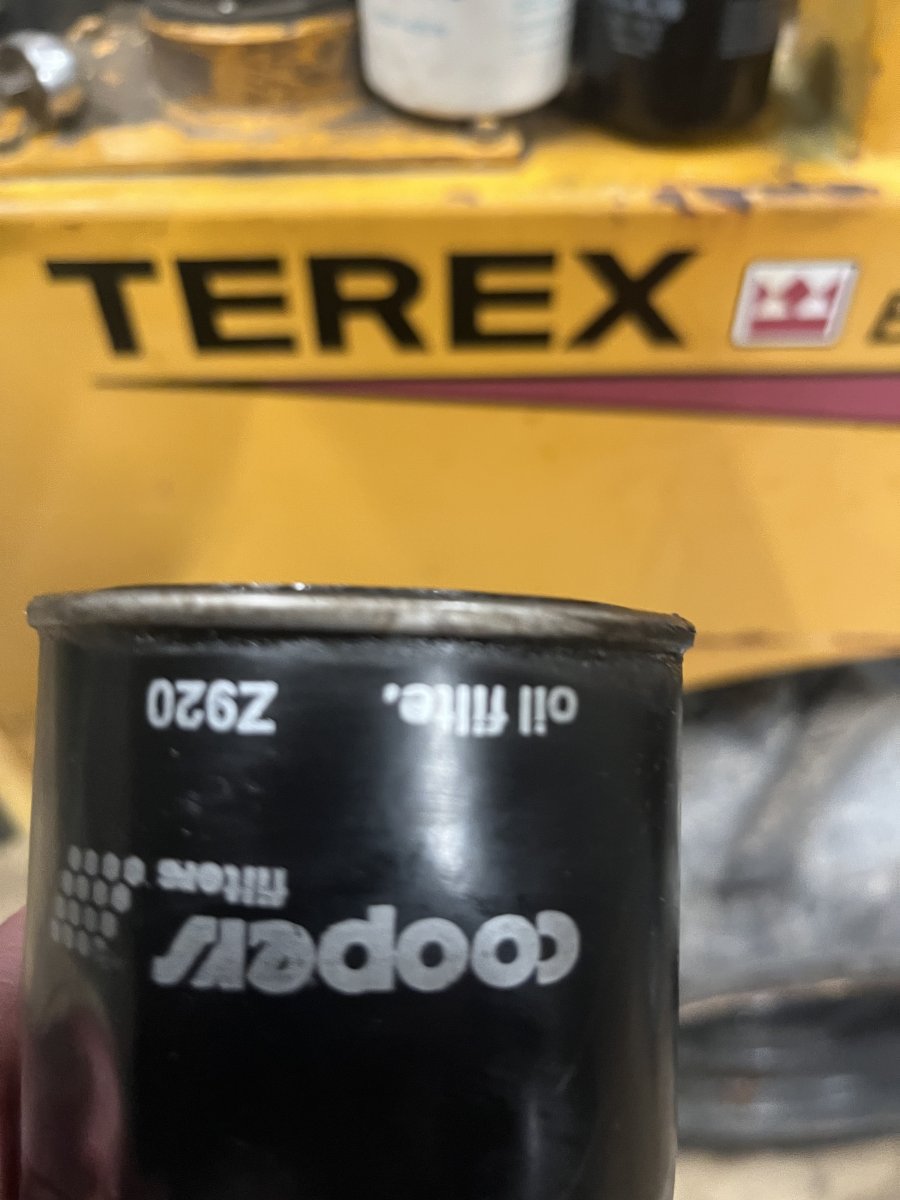 TEREX
oil filte.
Z920
coopers
filters